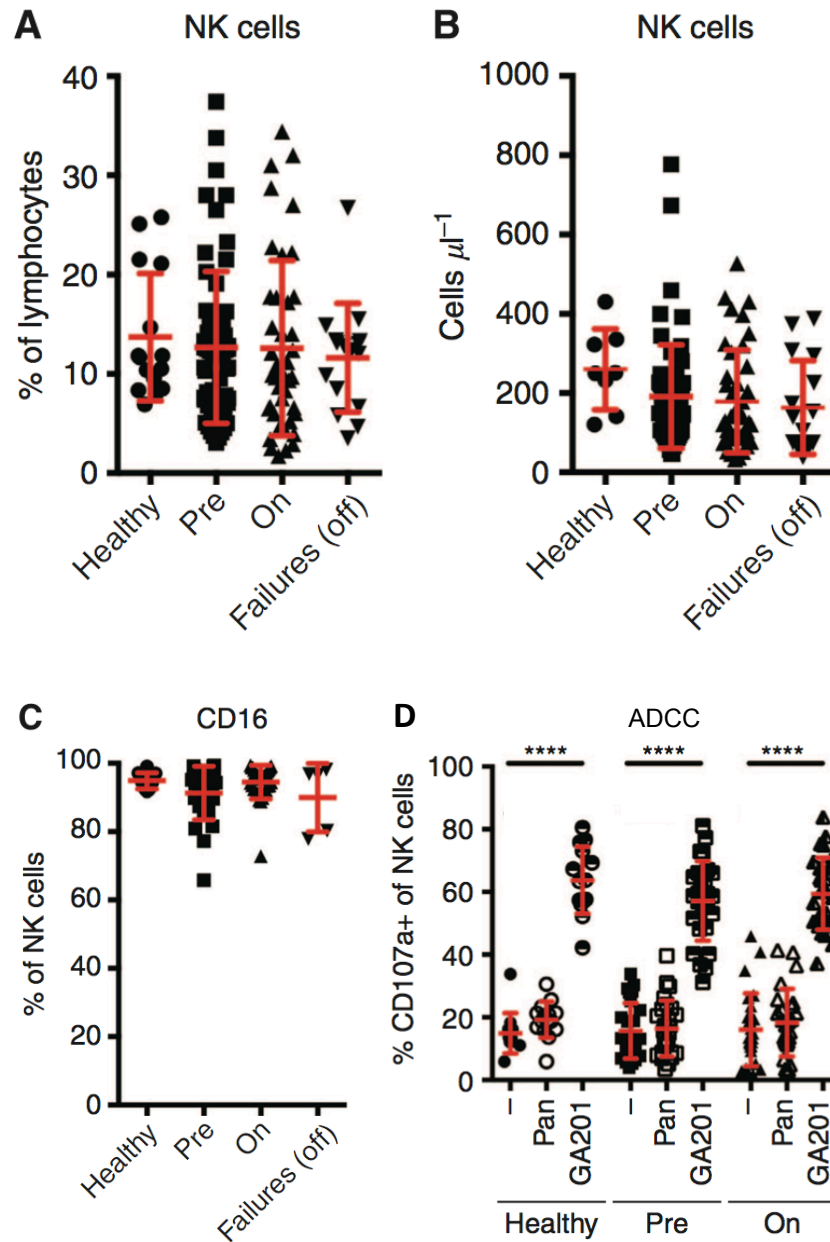 A
NK cells
% of lymphocytes
40
30
20
10
0
Healthy
Pre
On
Failures (off)
B
NK cells
Cells μl–1
1000
800
600
400
200
0
Healthy
Pre
On
Failures (off)
C
CD16
% of NK cells
100
80
60
40
20
0
Healthy
Pre
On
Failures (off)
D
ADCC
% CD107a+ of NK cells
100
80
60
40
20
0
**** **** ****
– Pan GA201 – Pan GA201 – Pan GA201
Healthy Pre On